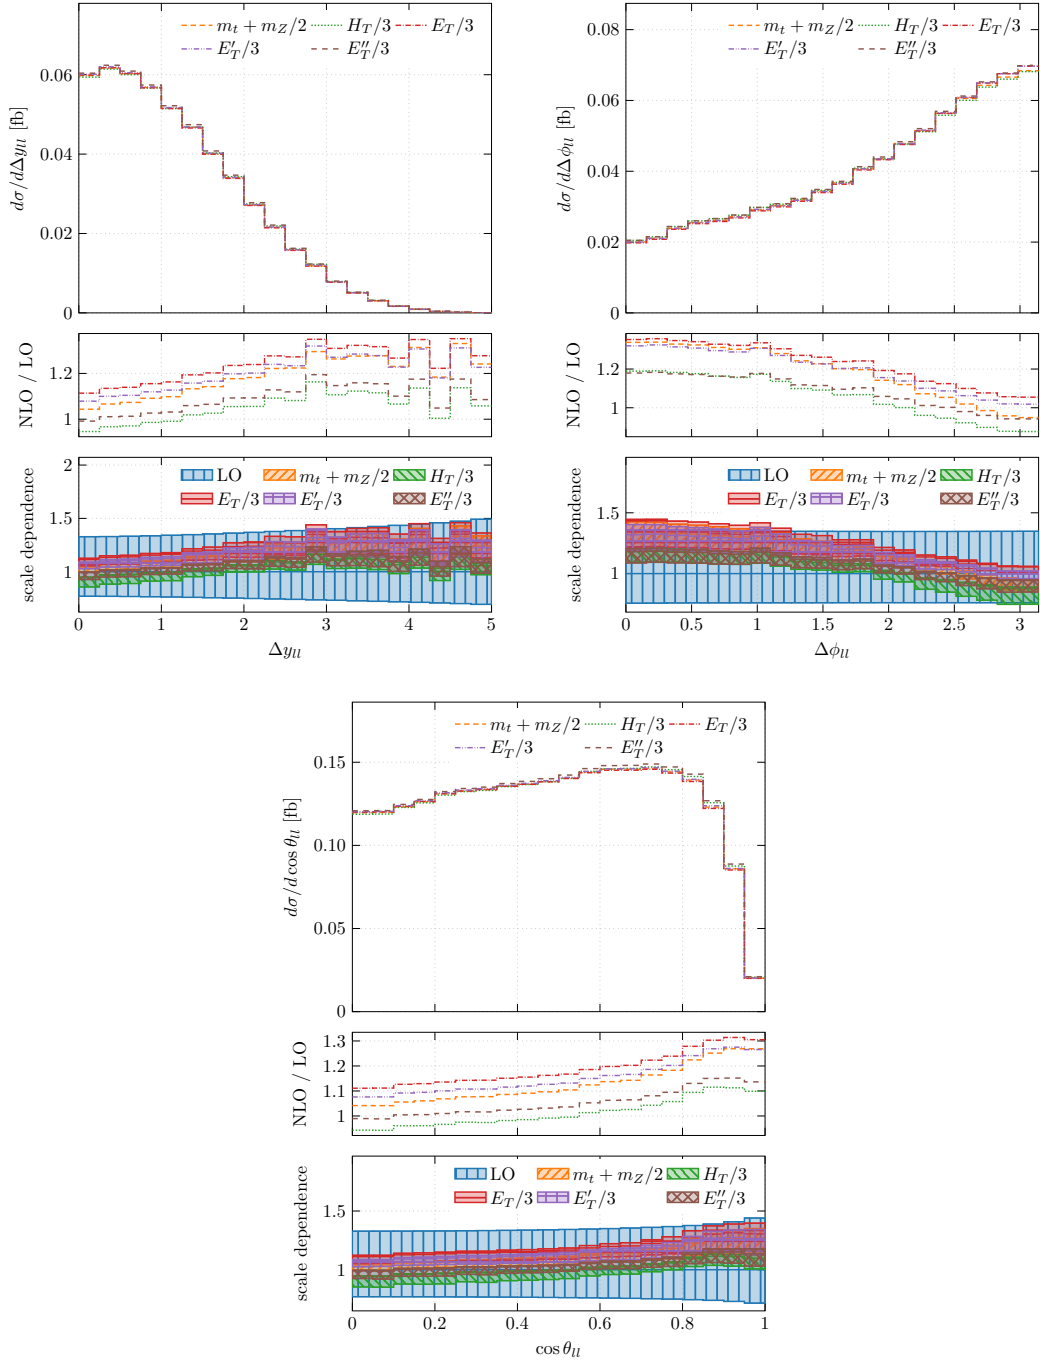 m_t + m_Z/2 H_T/3 E_T/3
E'_T/3 E''_T/3
dσ/dΔy_ll [fb]
0.06
0.04
0.02
0
NLO / LO
1.2
1
scale dependence
2
1.5
1
LO m_t + m_Z/2 H_T/3
E_T/3 E'_T/3 E''_T/3
0 1 2 3 4 5
Δy_ll
m_t + m_Z/2 H_T/3 E_T/3
E'_T/3 E''_T/3
dσ/dΔϕ_ll [fb]
0.08
0.06
0.04
0.02
0
NLO / LO
1.2
1
scale dependence
1.5
1
LO m_t + m_Z/2 H_T/3
E_T/3 E'_T/3 E''_T/3
0 0.5 1 1.5 2 2.5 3
Δϕ_ll
m_t + m_Z/2 H_T/3 E_T/3
E'_T/3 E''_T/3
dσ/d cos θ_ll [fb]
0.15
0.10
0.05
0
NLO / LO
1.3
1.2
1.1
1
scale dependence
1.5
1
LO m_t + m_Z/2 H_T/3
E_T/3 E'_T/3 E''_T/3
0 0.2 0.4 0.6 0.8 1
cos θ_ll